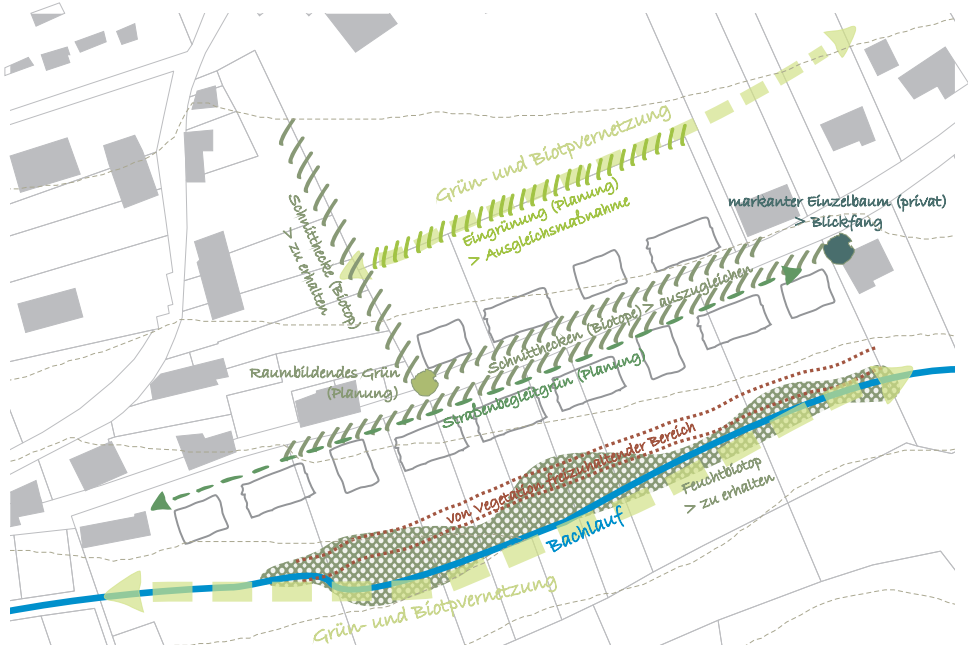 Grün- und Biotpvernetzung
Eingrünung (Planung)
> Ausgleichsmaßnahme
Schnitthecke (Biotop)
> zu erhalten
markanter Einzelbaum (privat)
> Blickfang
Schnitthecken (Biotope) > auszugleichen
Raumbildendes Grün
(Planung)
Straßenbegleitgrün (Planung)
von Vegetation freizuhaltender Bereich
Feuchtbiotop
> zu erhalten
Bachlauf
Grün- und Biotpvernetzung